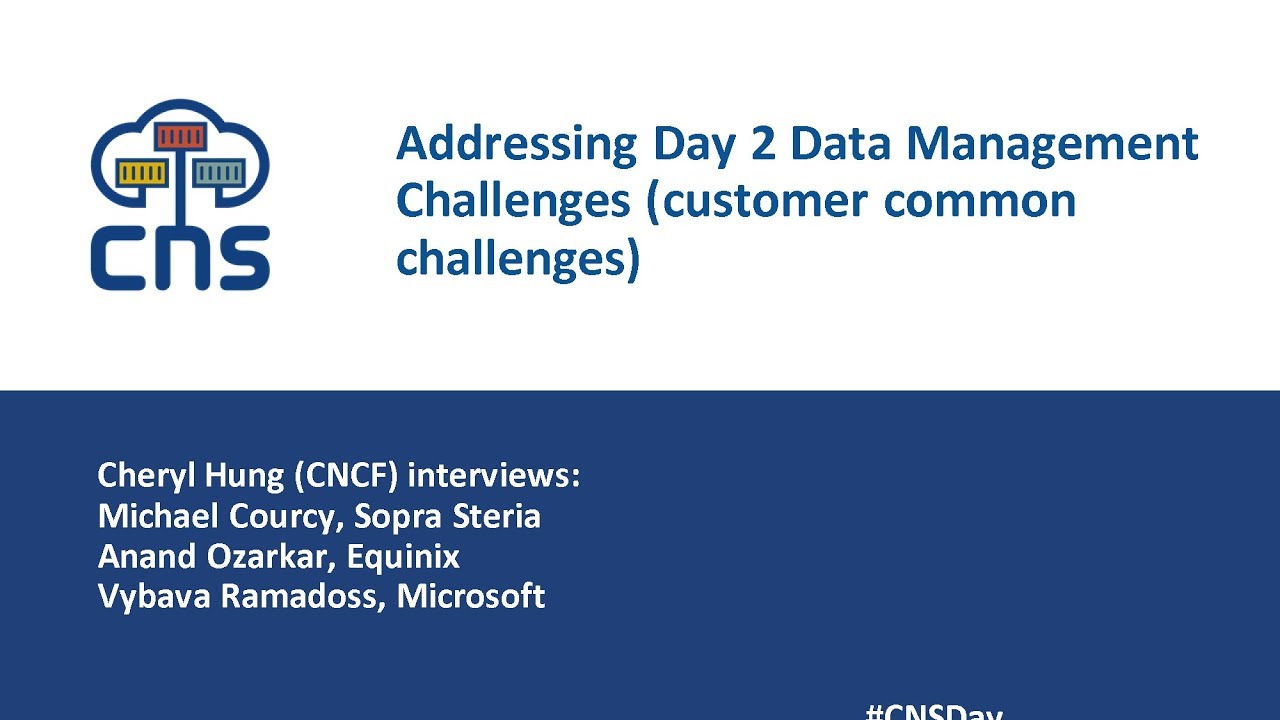 Addressing Day 2 Data Management
Challenges (customer common
challenges)
cns
Cheryl Hung (CNCF) interviews:
Michael Courcy, Sopra Steria
Anand Ozarkar, Equinix
Vybava Ramadoss, Microsoft
#CNSDay